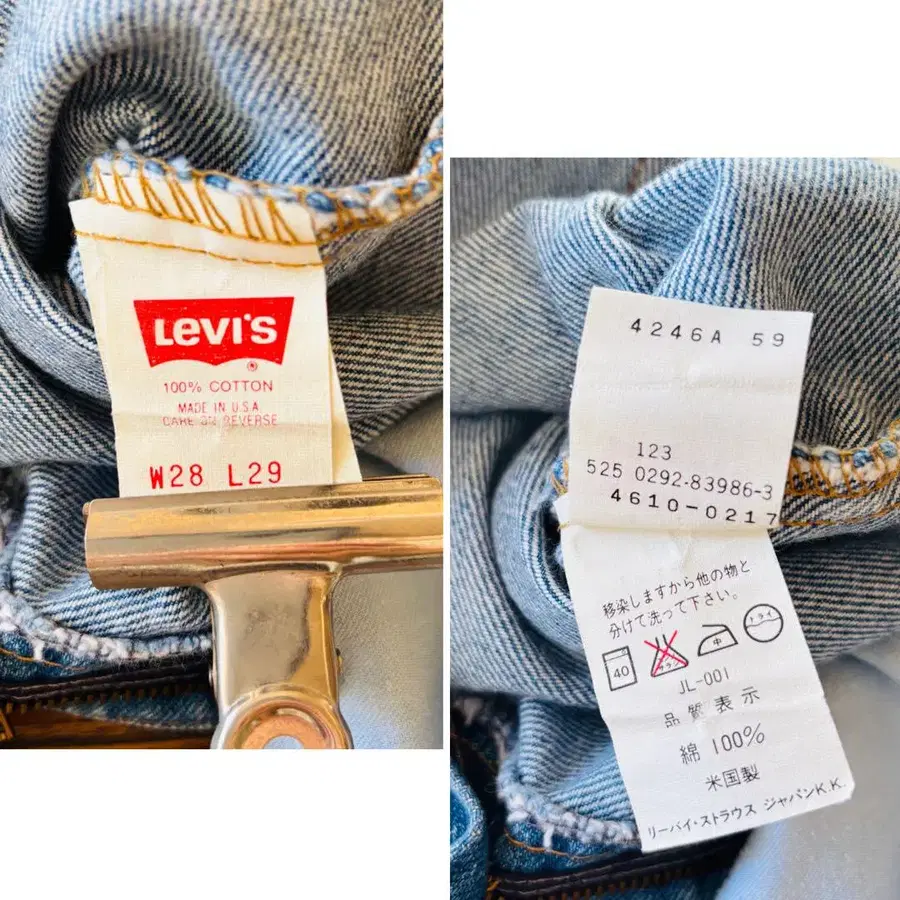 Levi's
®
100% COTTON
MADE IN U.S.A
CARE ON REVERSE
W28 L29
4246A 59
123
525 0292-83986-3
4610-0217
移染しますから他の物と
分けて洗って下さい。
40 サラシ 中 ドライ
JL-001
品質表示
綿 100%
米国製
リーバイ・ストラウス ジャパンK.K.